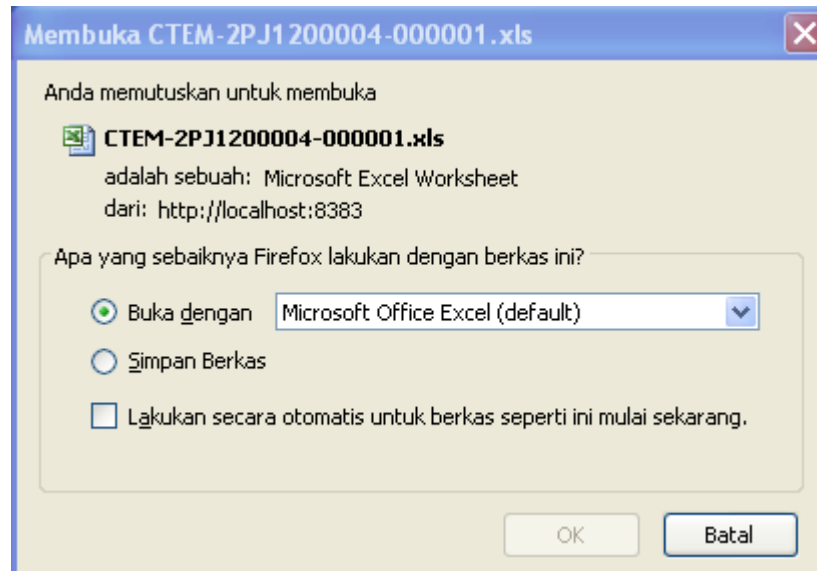 Membuka CTEM-2PJ1200004-000001.xls
Anda memutuskan untuk membuka
CTEM-2PJ1200004-000001.xls
adalah sebuah: Microsoft Excel Worksheet
dari: http://localhost:8383
Apa yang sebaiknya Firefox lakukan dengan berkas ini?
Buka dengan Microsoft Office Excel (default)
Simpan Berkas
Lakukan secara otomatis untuk berkas seperti ini mulai sekarang.
OK Batal